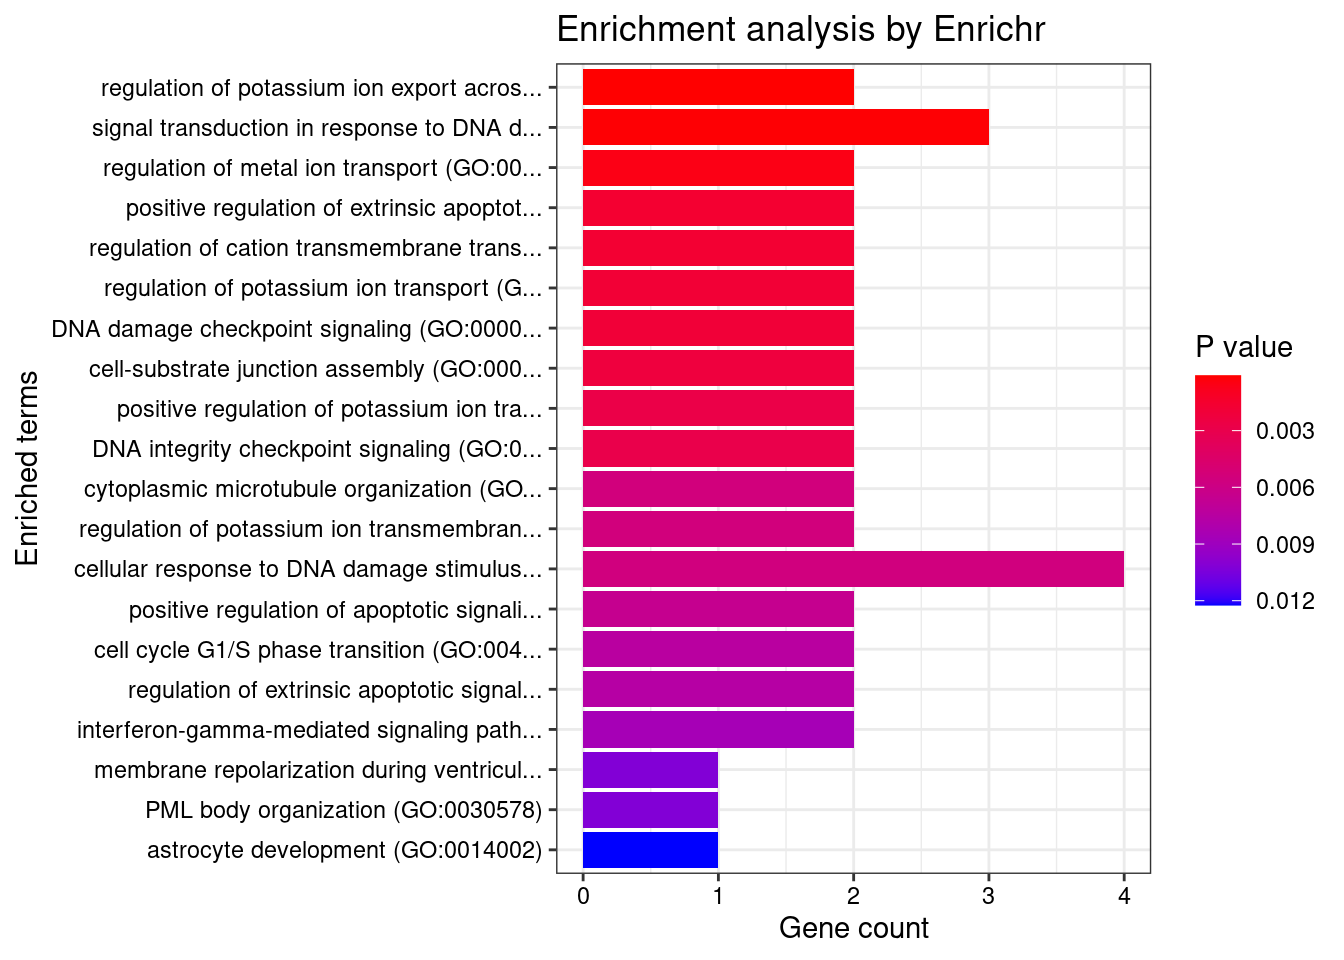 Enrichment analysis by Enrichr
regulation of potassium ion export acros...
signal transduction in response to DNA d...
regulation of metal ion transport (GO:00...
positive regulation of extrinsic apoptot...
regulation of cation transmembrane trans...
regulation of potassium ion transport (G...
DNA damage checkpoint signaling (GO:0000...
cell-substrate junction assembly (GO:000...
positive regulation of potassium ion tra...
DNA integrity checkpoint signaling (GO:0...
cytoplasmic microtubule organization (GO...
regulation of potassium ion transmembran...
cellular response to DNA damage stimulus...
positive regulation of apoptotic signali...
cell cycle G1/S phase transition (GO:004...
regulation of extrinsic apoptotic signal...
interferon-gamma-mediated signaling path...
membrane repolarization during ventricul...
PML body organization (GO:0030578)
astrocyte development (GO:0014002)
Enriched terms
0 1 2 3 4
Gene count
P value
0.003
0.006
0.009
0.012